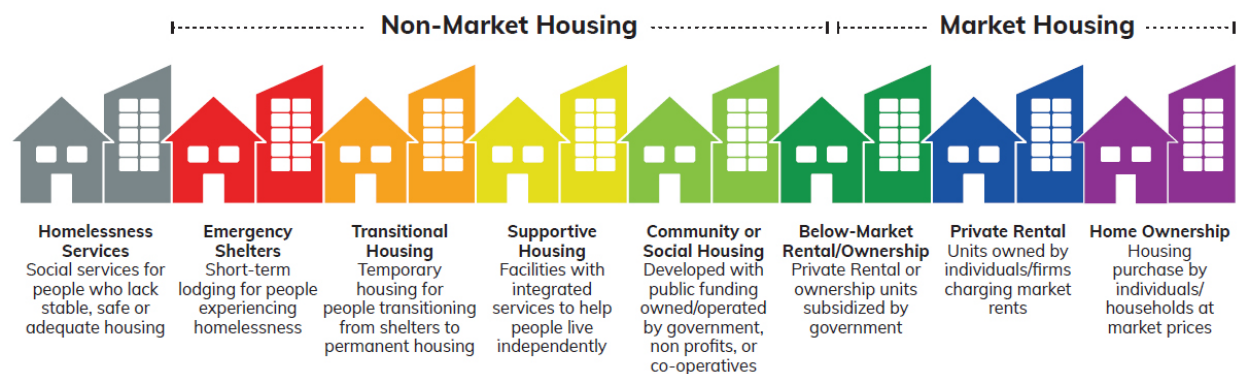 Non-Market Housing
Market Housing
Homelessness
Services
Social services for
people who lack
stable, safe or
adequate housing
Emergency
Shelters
Short-term
lodging for people
experiencing
homelessness
Transitional
Housing
Temporary
housing for
people transitioning
from shelters to
permanent housing
Supportive
Housing
Facilities with
integrated
services to help
people live
independently
Community or
Social Housing
Developed with
public funding
owned/operated
by government,
non profits, or
co-operatives
Below-Market
Rental/Ownership
Private Rental or
ownership units
subsidized by
government
Private Rental
Units owned by
individuals/firms
charging market
rents
Home Ownership
Housing
purchase by
individuals/
households at
market prices